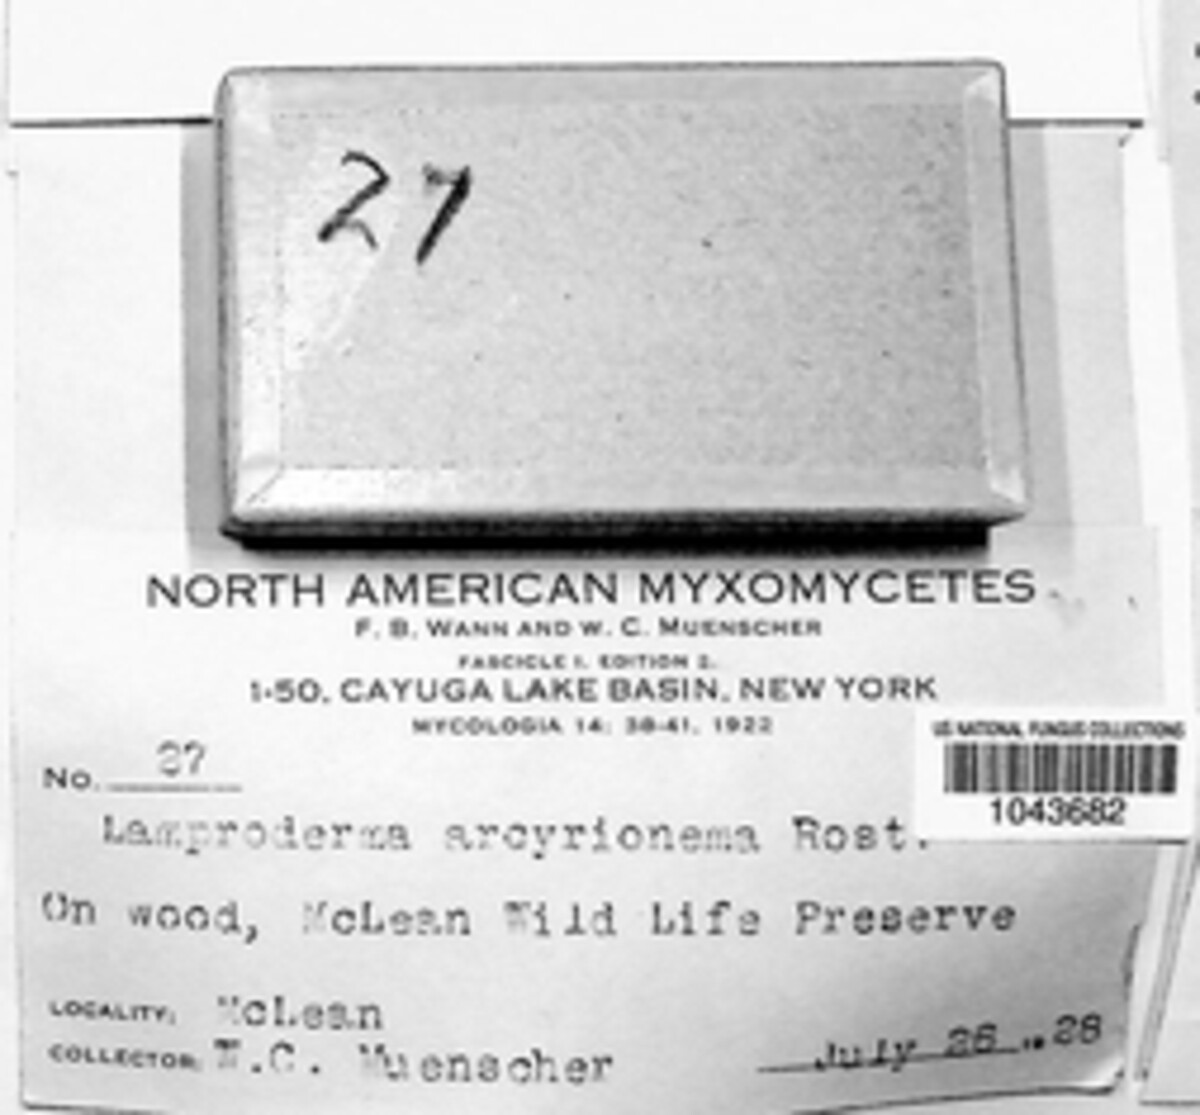 27
NORTH AMERICAN MYXOMYCETES
F. B. WANN AND W. C. MUENSCHER
FASCICLE 1. EDITION 2.
1-50, CAYUGA LAKE BASIN, NEW YORK
MYCOLOGIA 14: 38-41. 1922
US NATIONAL FUNGUS COLLECTIONS
1043682
No. 27
Lamproderma arcyrionema Rost.
On wood, McLean Wild Life Preserve
LOCALITY: McLean
COLLECTOR: W.C. Muenscher
July 26 28